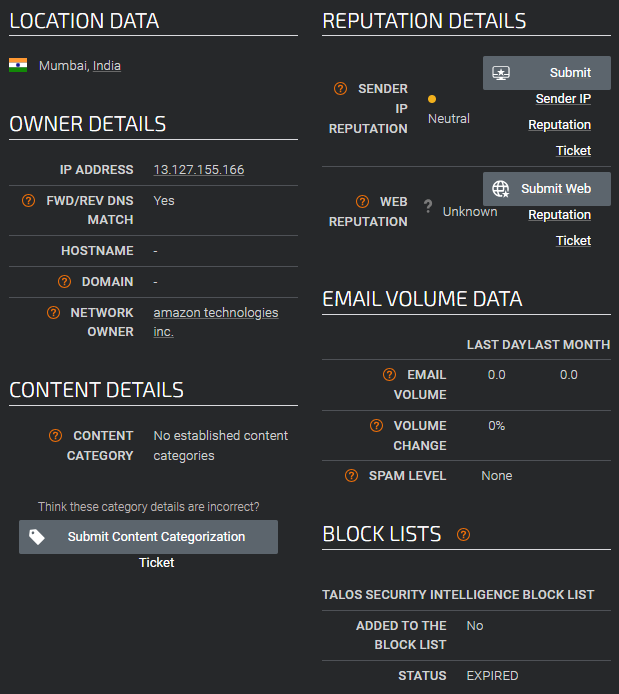 LOCATION DATA
Mumbai, India
OWNER DETAILS
IP ADDRESS 13.127.155.166
FWD/REV DNS Yes
MATCH
HOSTNAME -
DOMAIN -
NETWORK amazon technologies
OWNER inc.
CONTENT DETAILS
CONTENT No established content
CATEGORY categories
Think these category details are incorrect?
Submit Content Categorization
Ticket
REPUTATION DETAILS
SENDER
IP
REPUTATION
Neutral
Submit
Sender IP
Reputation
Ticket
WEB
REPUTATION
? Unknown
Submit Web
Reputation
Ticket
EMAIL VOLUME DATA
LAST DAY LAST MONTH
EMAIL 0.0 0.0
VOLUME
VOLUME 0%
CHANGE
SPAM LEVEL None
BLOCK LISTS
TALOS SECURITY INTELLIGENCE BLOCK LIST
ADDED TO THE No
BLOCK LIST
STATUS EXPIRED